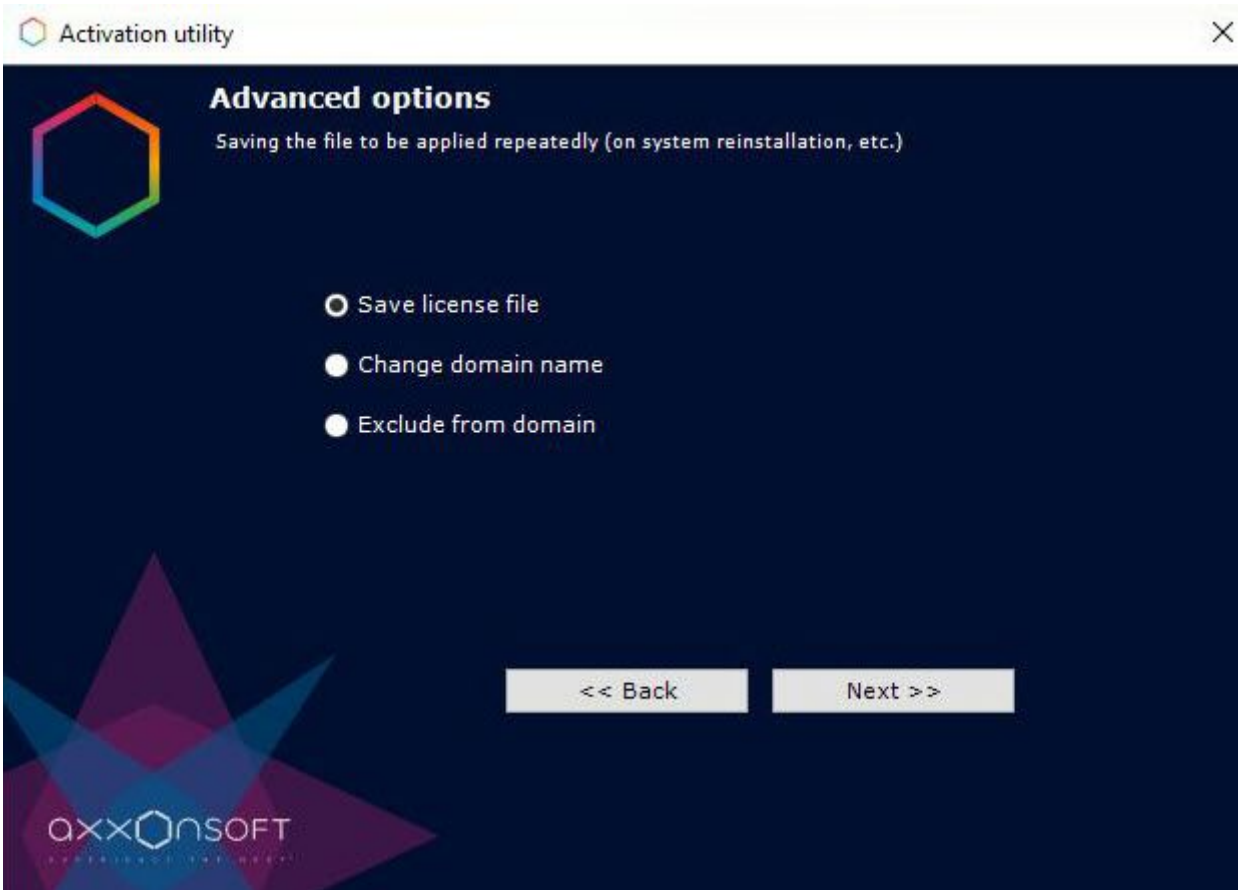 Activation utility
Advanced options
Saving the file to be applied repeatedly (on system reinstallation, etc.)
Save license file
Change domain name
Exclude from domain
<< Back
Next >>
axxonsoft